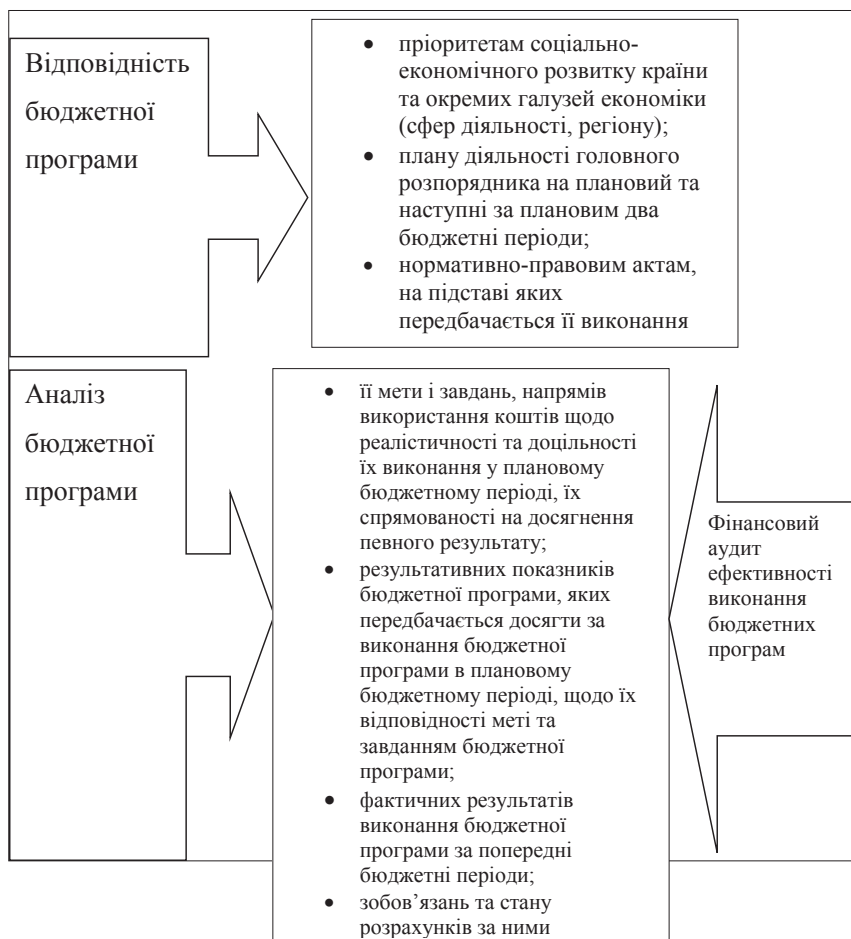 Відповідність
бюджетної
програми
• пріоритетам соціально-
економічного розвитку країни
та окремих галузей економіки
(сфер діяльності, регіону);
• плану діяльності головного
розпорядника на плановий та
наступні за плановим два
бюджетні періоди;
• нормативно-правовим актам,
на підставі яких
передбачається її виконання
Аналіз
бюджетної
програми
• її мети і завдань, напрямів
використання коштів щодо
реалістичності та доцільності
їх виконання у плановому
бюджетному періоді, їх
спрямованості на досягнення
певного результату;
• результативних показників
бюджетної програми, яких
передбачається досягти за
виконання бюджетної
програми в плановому
бюджетному періоді, щодо їх
відповідності меті та
завданням бюджетної
програми;
• фактичних результатів
виконання бюджетної
програми за попередні
бюджетні періоди;
• зобов’язань та стану
розрахунків за ними
Фінансовий
аудит
ефективності
виконання
бюджетних
програм